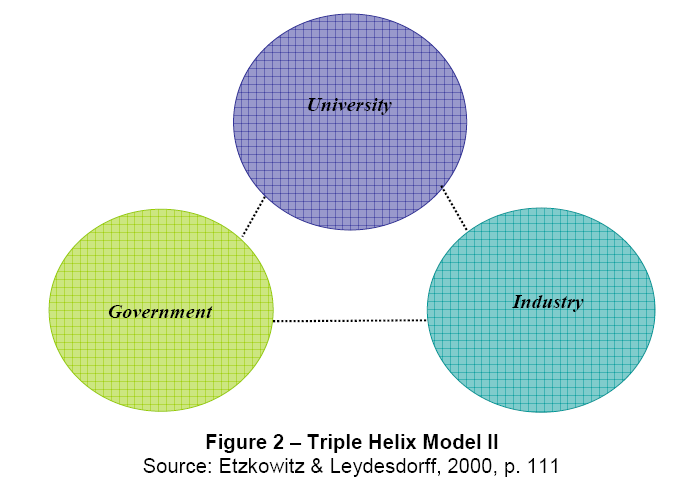 University
Government
Industry
Figure 2 – Triple Helix Model II
Source: Etzkowitz & Leydesdorff, 2000, p. 111